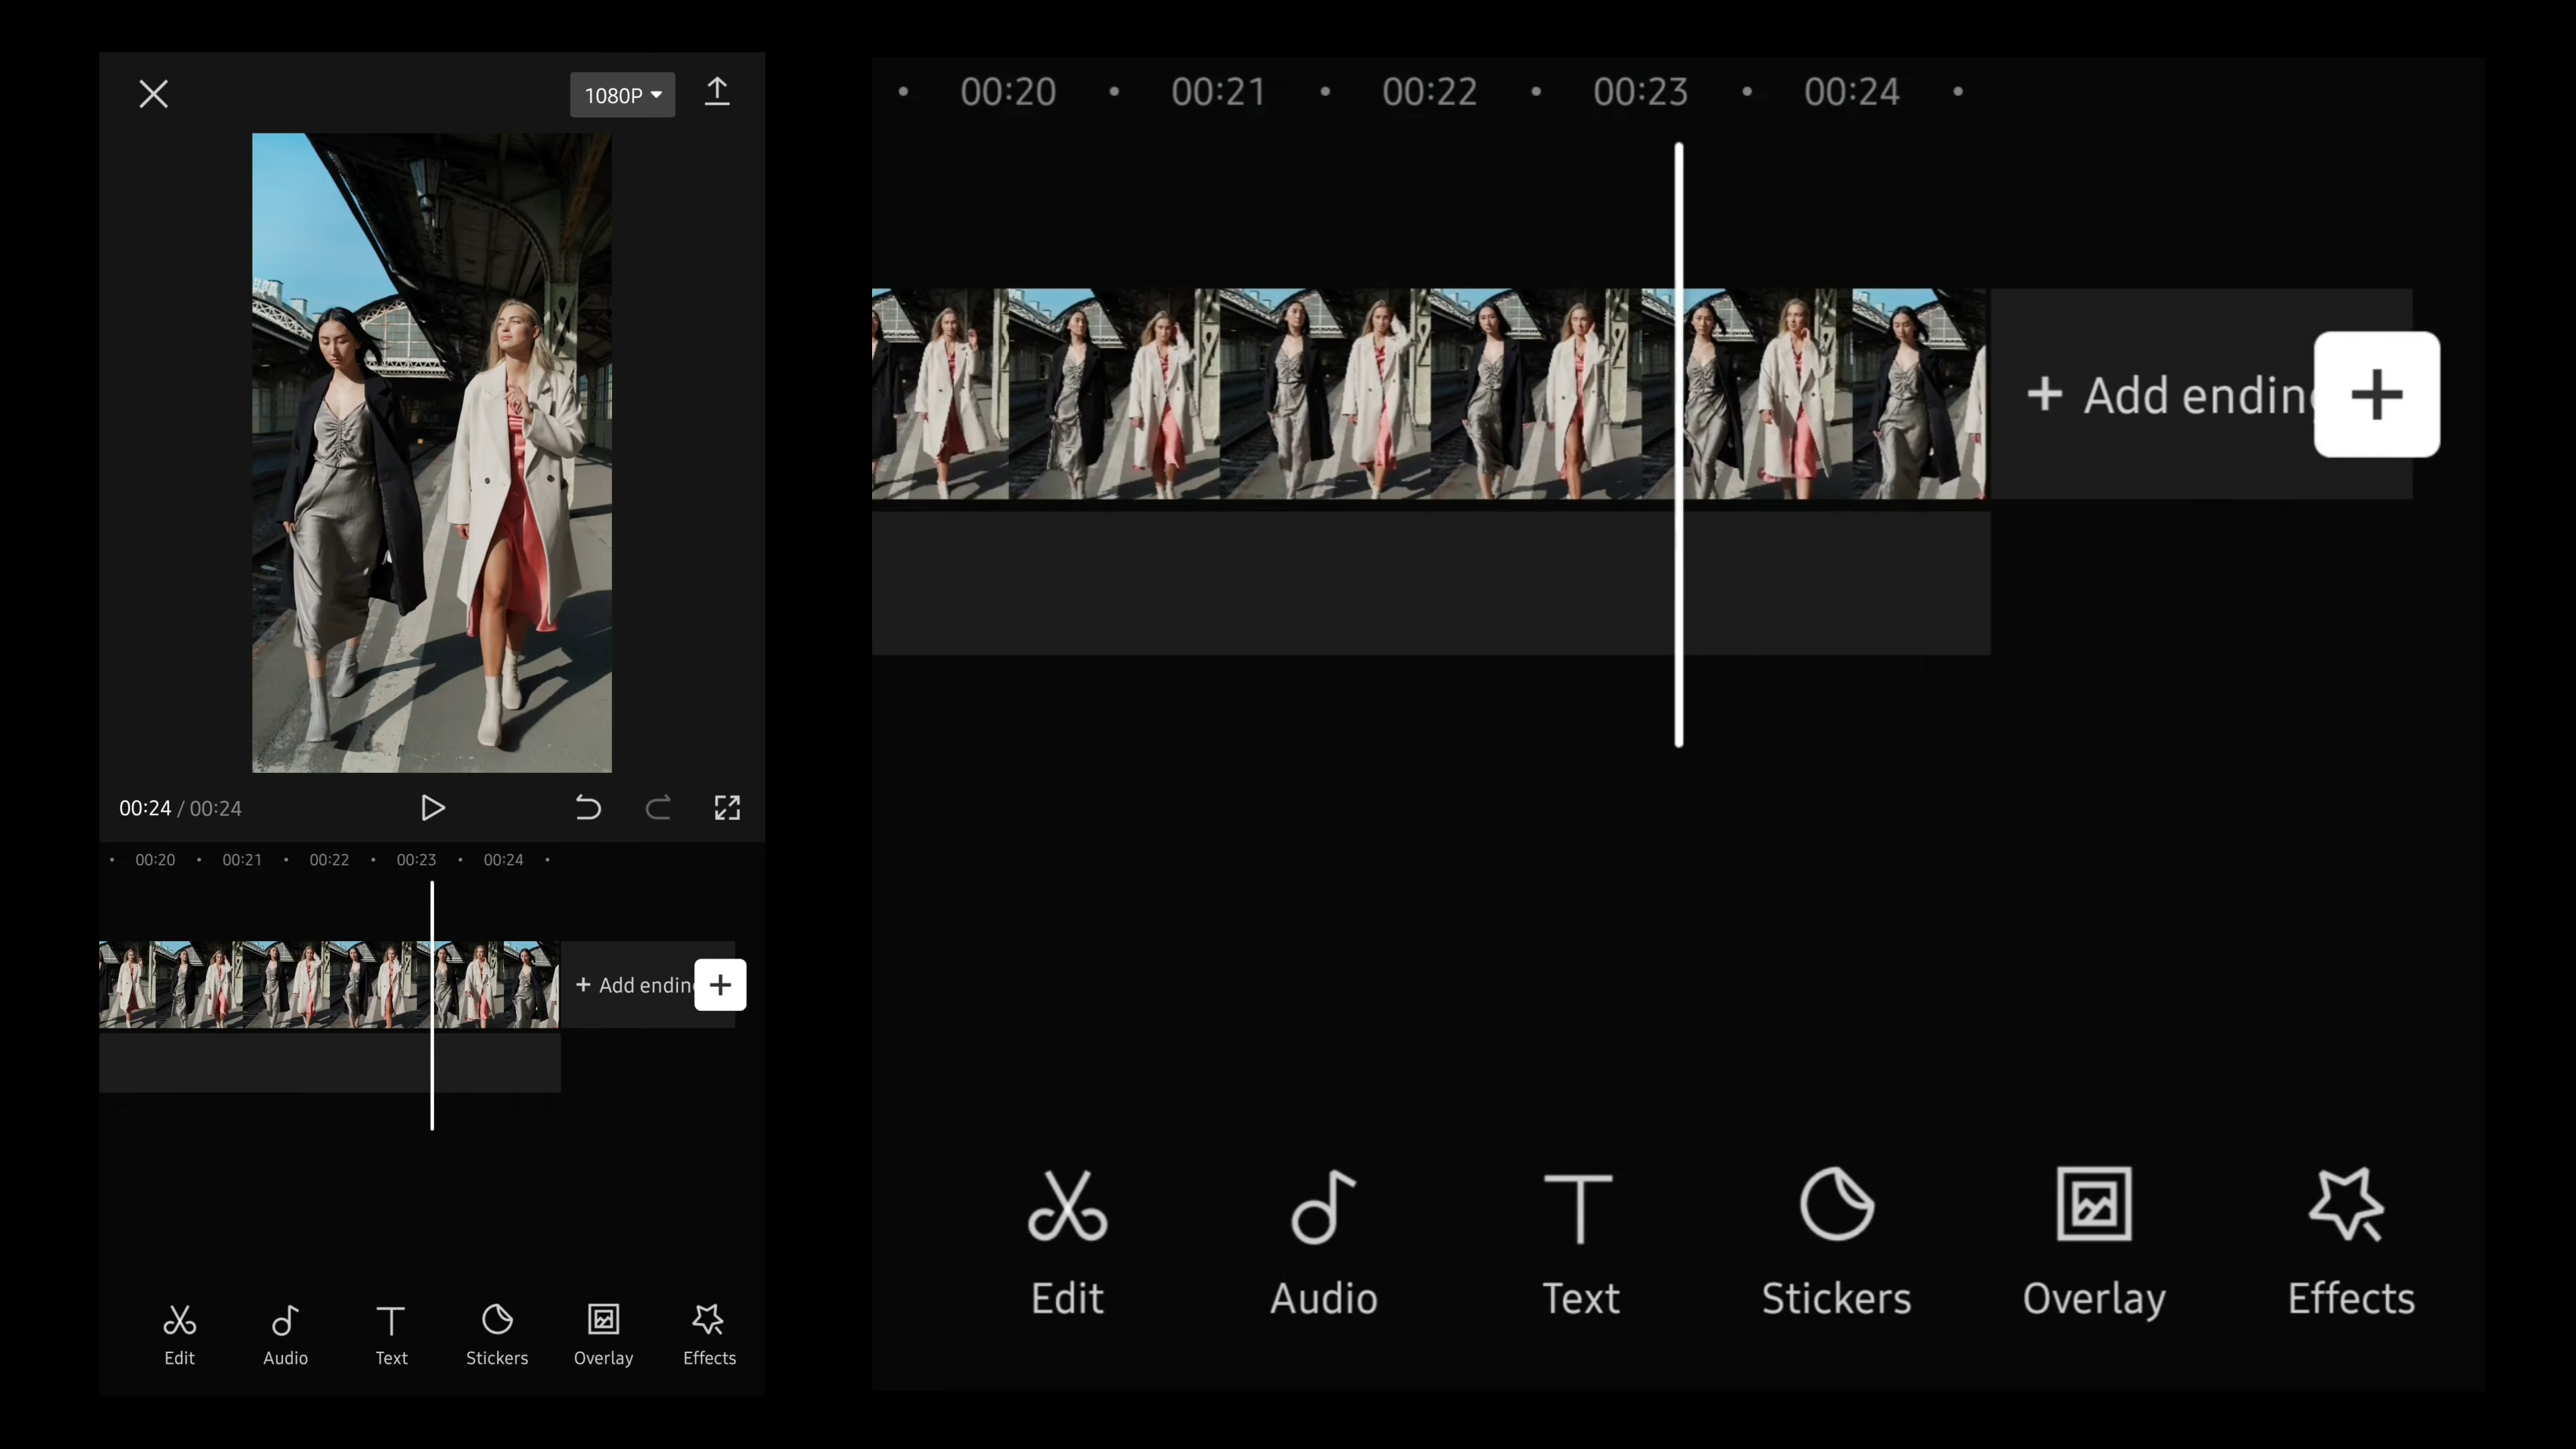 1080P
00:24 / 00:24
00:20 00:21 00:22 00:23 00:24
+ Add endin
Edit Audio Text Stickers Overlay Effects
00:20 00:21 00:22 00:23 00:24
+ Add ending
Edit Audio Text Stickers Overlay Effects